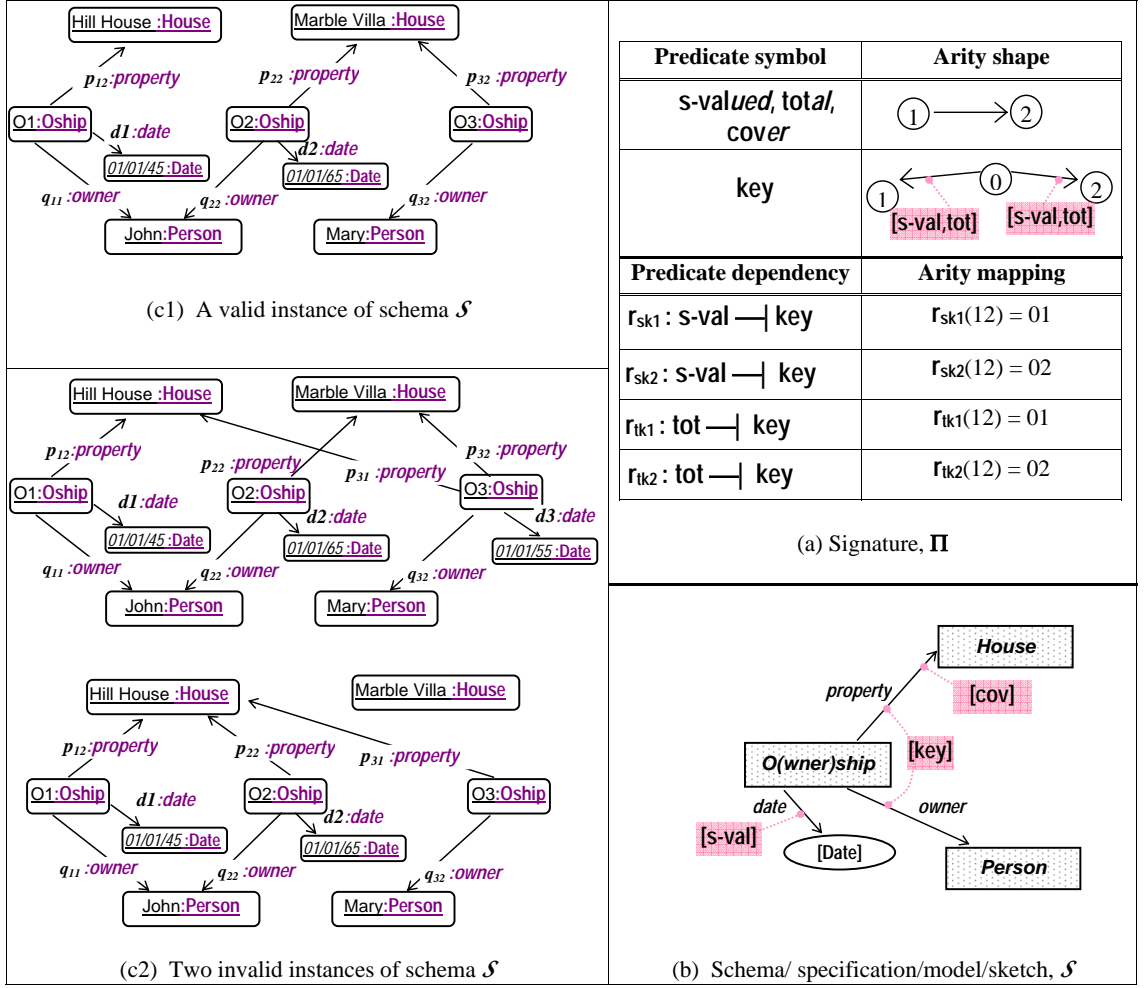 Hill House :House
Marble Villa :House
p12:property
p22 :property
p32 :property
O1:Oship
O2:Oship
O3:Oship
d1:date
d2:date
01/01/45 :Date
01/01/65 :Date
q11 :owner
q22 :owner
q32 :owner
John:Person
Mary:Person
(c1) A valid instance of schema S
Hill House :House
Marble Villa :House
p12:property
p22 :property
p31 :property
p32 :property
O1:Oship
O2:Oship
O3:Oship
d1:date
d2:date
d3:date
01/01/45 :Date
01/01/65 :Date
01/01/55 :Date
q11 :owner
q22 :owner
q32 :owner
John:Person
Mary:Person
Hill House :House
Marble Villa :House
p12:property
p22 :property
p31 :property
O1:Oship
O2:Oship
O3:Oship
d1:date
d2:date
01/01/45 :Date
01/01/65 :Date
q11 :owner
q22 :owner
q32 :owner
John:Person
Mary:Person
(c2) Two invalid instances of schema S
Predicate symbol
Arity shape
s-valued, total,
cover
1
2
key
1
0
2
[s-val,tot]
[s-val,tot]
Predicate dependency
Arity mapping
rsk1 : s-val —| key
rsk1(12) = 01
rsk2 : s-val —| key
rsk2(12) = 02
rtk1 : tot —| key
rtk1(12) = 01
rtk2 : tot —| key
rtk2(12) = 02
(a) Signature, Π
House
property
[cov]
[key]
O(wner)ship
date
owner
[s-val]
[Date]
Person
(b) Schema/ specification/model/sketch, S